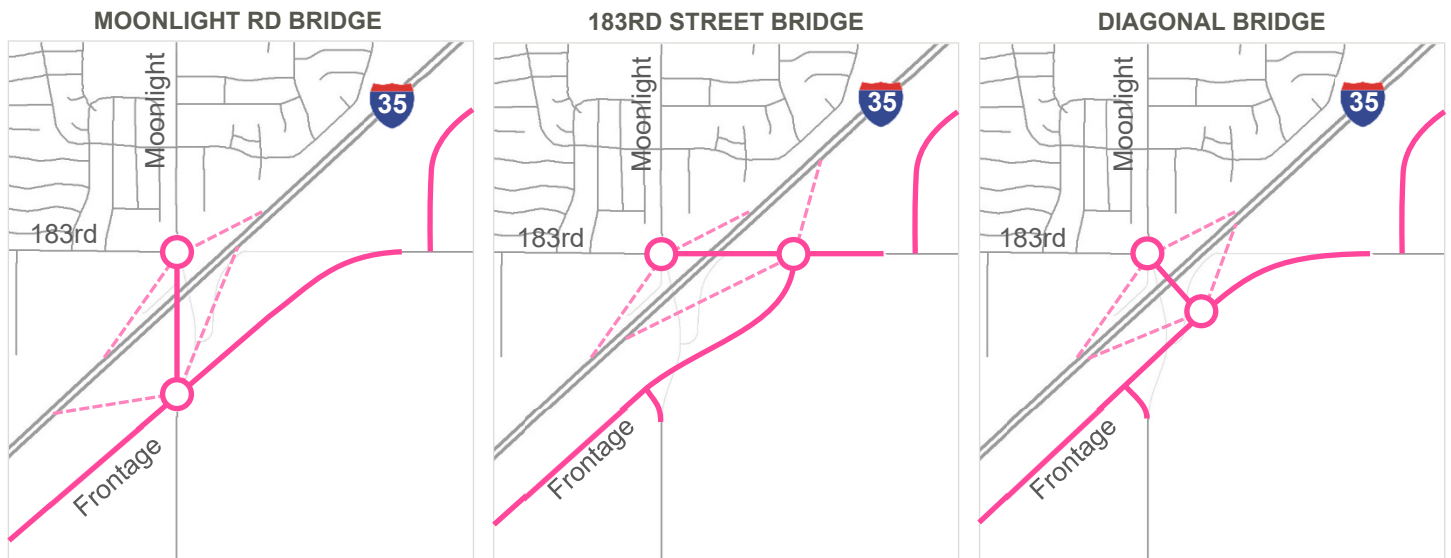 MOONLIGHT RD BRIDGE
Moonlight
35
183rd
Frontage
183RD STREET BRIDGE
Moonlight
35
183rd
Frontage
DIAGONAL BRIDGE
Moonlight
35
183rd
Frontage